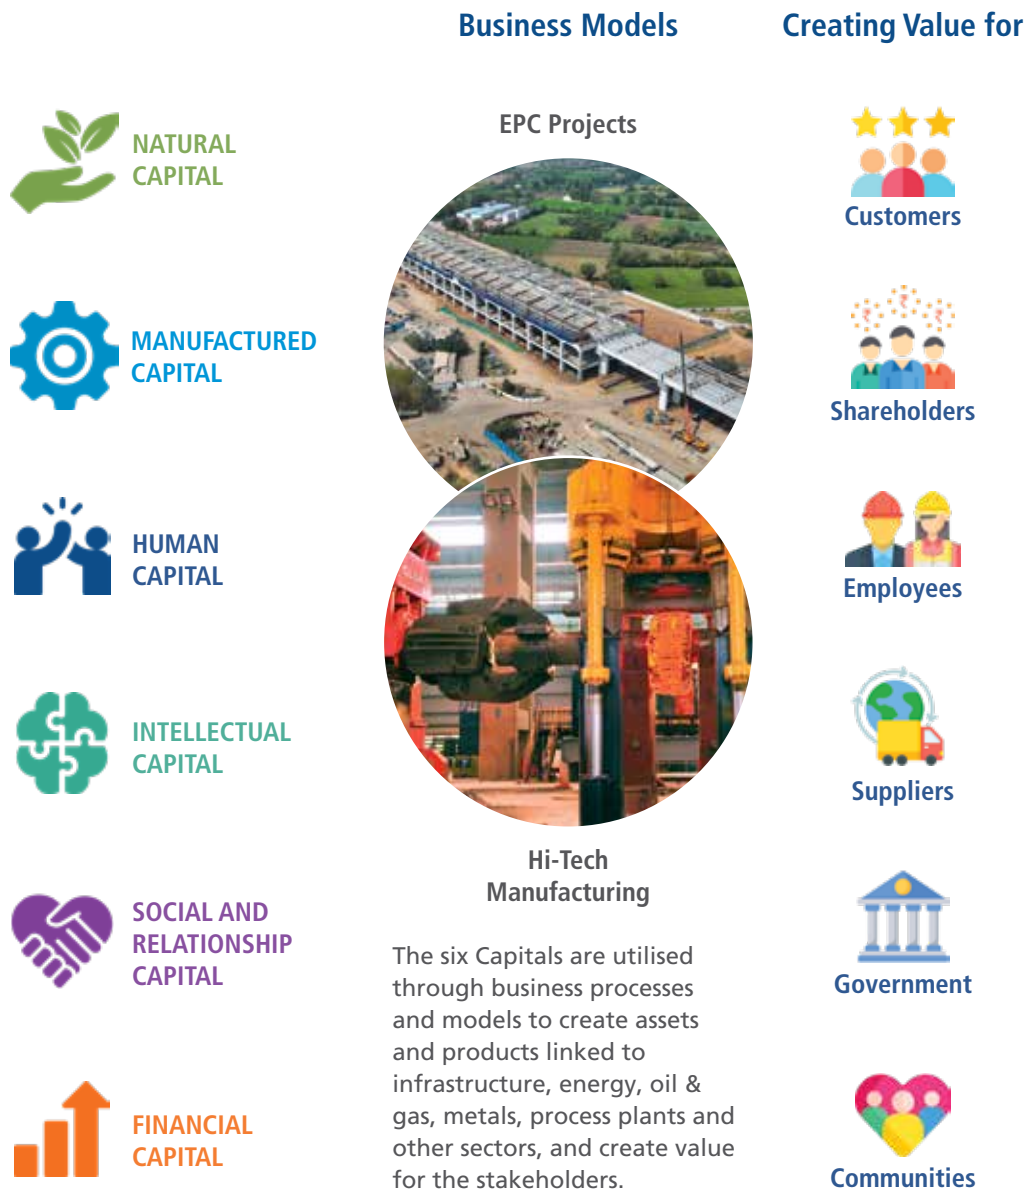 Business Models
Creating Value for
NATURAL
CAPITAL
MANUFACTURED
CAPITAL
HUMAN
CAPITAL
INTELLECTUAL
CAPITAL
SOCIAL AND
RELATIONSHIP
CAPITAL
FINANCIAL
CAPITAL
EPC Projects
Hi-Tech
Manufacturing
The six Capitals are utilised
through business processes
and models to create assets
and products linked to
infrastructure, energy, oil &
gas, metals, process plants and
other sectors, and create value
for the stakeholders.
₹ ₹ ₹
Customers
Shareholders
Employees
Suppliers
Government
Communities